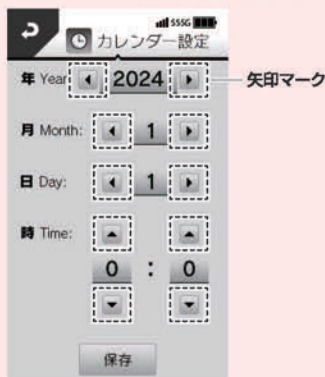 555G
カレンダー設定
年 Year: 2024
矢印マーク
月 Month: 1
日 Day: 1
時 Time:
0 : 0
保存